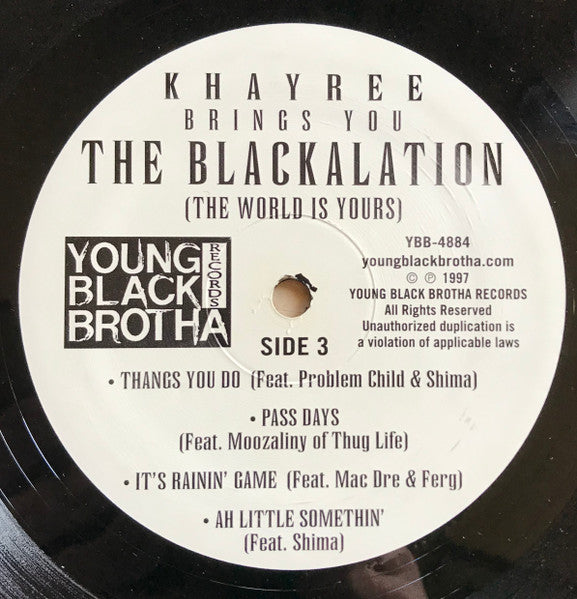 KHAYREE
BRINGS YOU
THE BLACKALATION
(THE WORLD IS YOURS)
YOUNG
BLACK
BROTHA
RECORDS
YBB-4884
youngblackbrotha.com
© ℗ 1997
YOUNG BLACK BROTHA RECORDS
All Rights Reserved
Unauthorized duplication is
a violation of applicable laws
SIDE 3
• THANGS YOU DO (Feat. Problem Child & Shima)
• PASS DAYS
(Feat. Moozaliny of Thug Life)
• IT'S RAININ' GAME (Feat. Mac Dre & Ferg)
• AH LITTLE SOMETHIN'
(Feat. Shima)